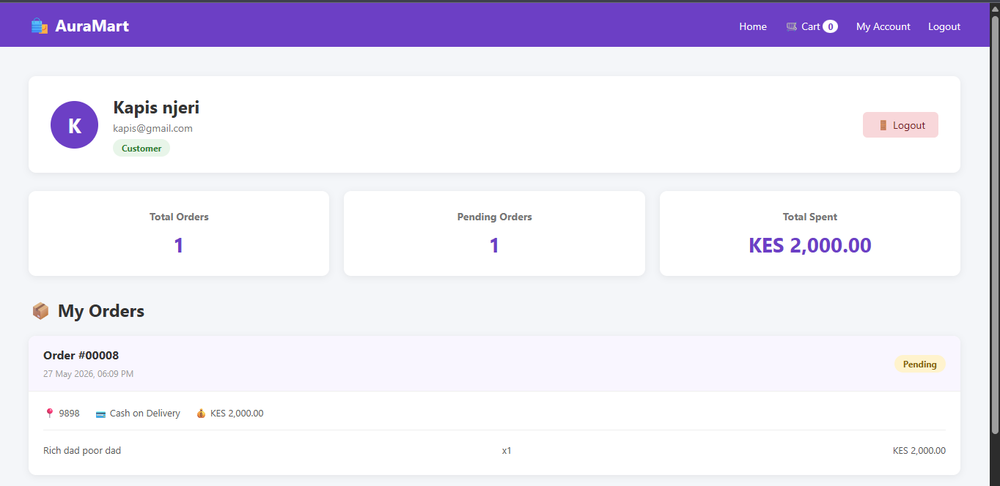 AuraMart
Home Cart 0 My Account Logout
K
Kapis njeri
kapis@gmail.com
Customer
Logout
Total Orders
1
Pending Orders
1
Total Spent
KES 2,000.00
My Orders
Order #00008
27 May 2026, 06:09 PM
Pending
9898 Cash on Delivery KES 2,000.00
Rich dad poor dad x1 KES 2,000.00